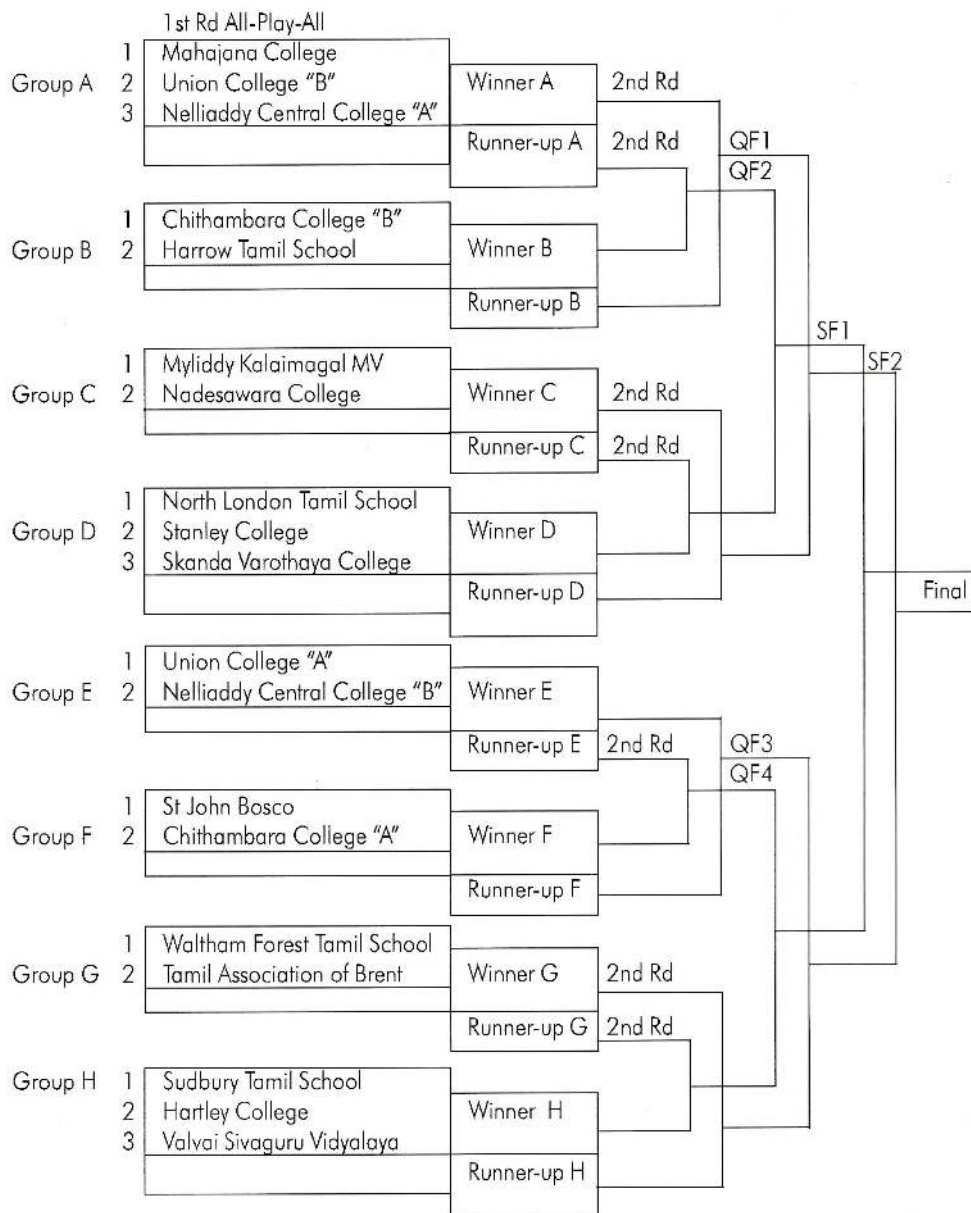 1st Rd All-Play-All
Group A
1 Mahajana College
2 Union College "B"
3 Nelliaddy Central College "A"
Winner A
2nd Rd
Runner-up A
2nd Rd
QF1
QF2
Group B
1 Chithambara College "B"
2 Harrow Tamil School
Winner B
Runner-up B
SF1
SF2
Group C
1 Myliddy Kalaimagal MV
2 Nadesawara College
Winner C
2nd Rd
Runner-up C
2nd Rd
Group D
1 North London Tamil School
2 Stanley College
3 Skanda Varothaya College
Winner D
Runner-up D
Final
Group E
1 Union College "A"
2 Nelliaddy Central College "B"
Winner E
Runner-up E
2nd Rd
QF3
QF4
Group F
1 St John Bosco
2 Chithambara College "A"
Winner F
Runner-up F
Group G
1 Waltham Forest Tamil School
2 Tamil Association of Brent
Winner G
2nd Rd
Runner-up G
2nd Rd
Group H
1 Sudbury Tamil School
2 Hartley College
3 Valvai Sivaguru Vidyalaya
Winner H
Runner-up H